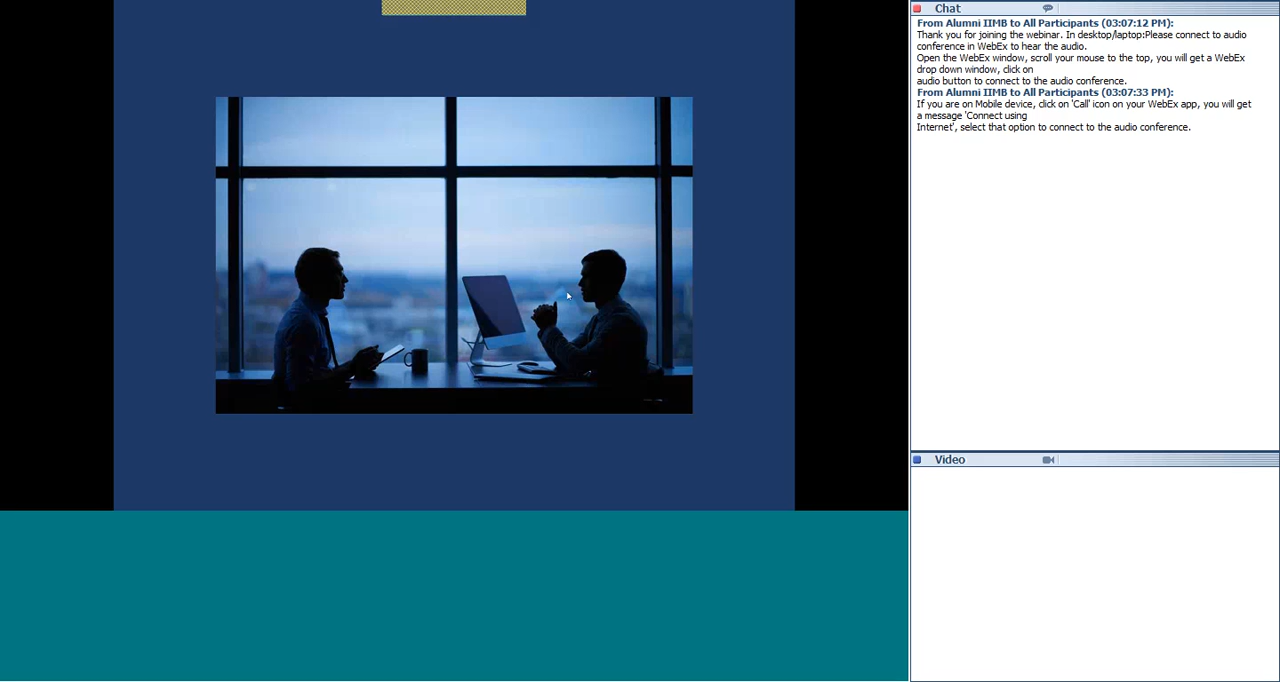 Chat
From Alumni IIMB to All Participants (03:07:12 PM):
Thank you for joining the webinar. In desktop/laptop:Please connect to audio
conference in WebEx to hear the audio.
Open the WebEx window, scroll your mouse to the top, you will get a WebEx
drop down window, click on
audio button to connect to the audio conference.
From Alumni IIMB to All Participants (03:07:33 PM):
If you are on Mobile device, click on 'Call' icon on your WebEx app, you will get
a message 'Connect using
Internet', select that option to connect to the audio conference.
Video